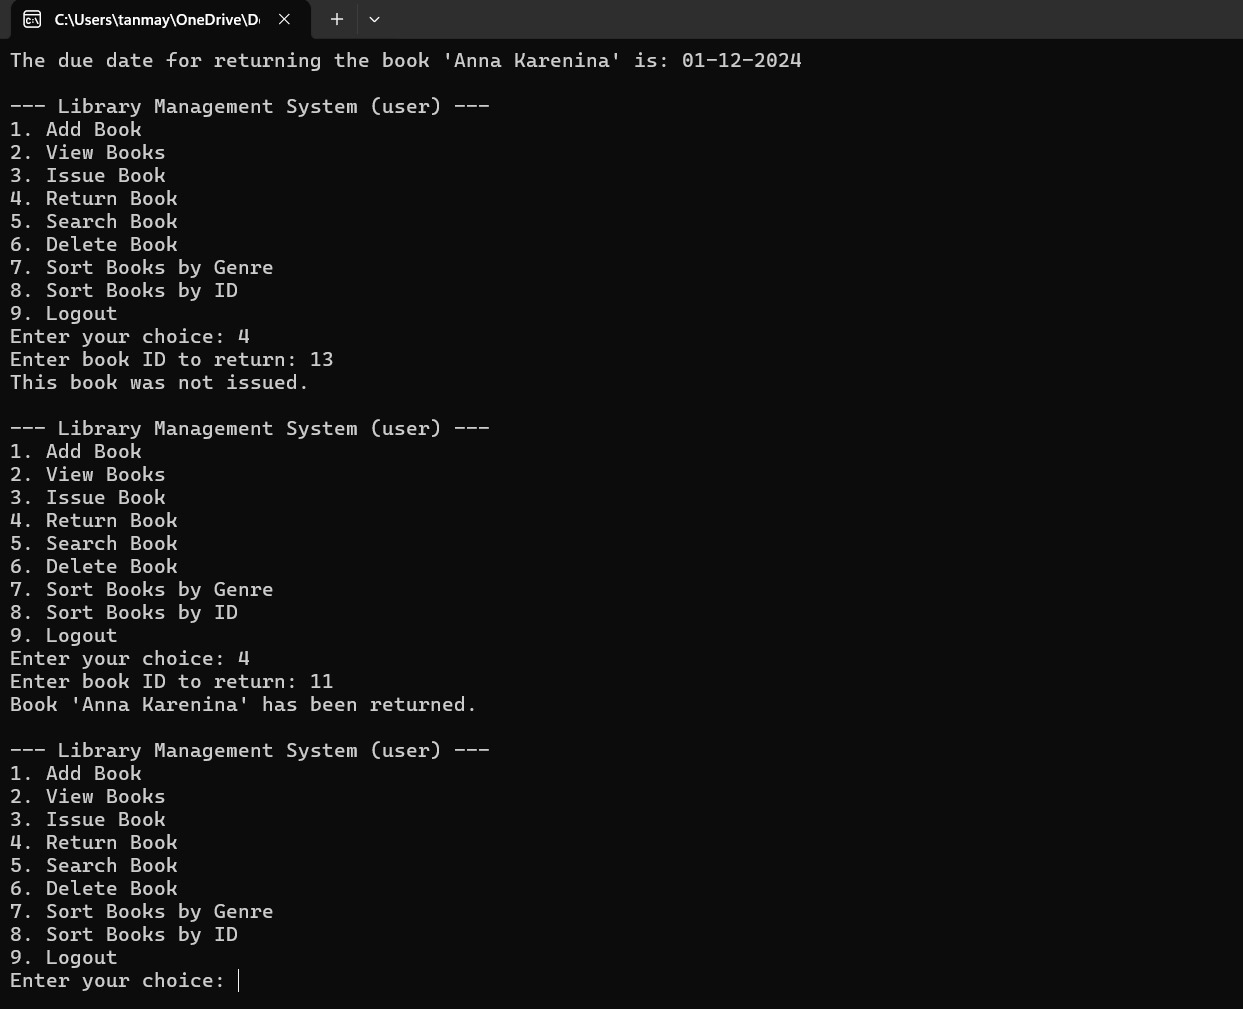 C:\Users\tanmay\OneDrive\D
The due date for returning the book 'Anna Karenina' is: 01-12-2024
--- Library Management System (user) ---
1. Add Book
2. View Books
3. Issue Book
4. Return Book
5. Search Book
6. Delete Book
7. Sort Books by Genre
8. Sort Books by ID
9. Logout
Enter your choice: 4
Enter book ID to return: 13
This book was not issued.
--- Library Management System (user) ---
1. Add Book
2. View Books
3. Issue Book
4. Return Book
5. Search Book
6. Delete Book
7. Sort Books by Genre
8. Sort Books by ID
9. Logout
Enter your choice: 4
Enter book ID to return: 11
Book 'Anna Karenina' has been returned.
--- Library Management System (user) ---
1. Add Book
2. View Books
3. Issue Book
4. Return Book
5. Search Book
6. Delete Book
7. Sort Books by Genre
8. Sort Books by ID
9. Logout
Enter your choice: